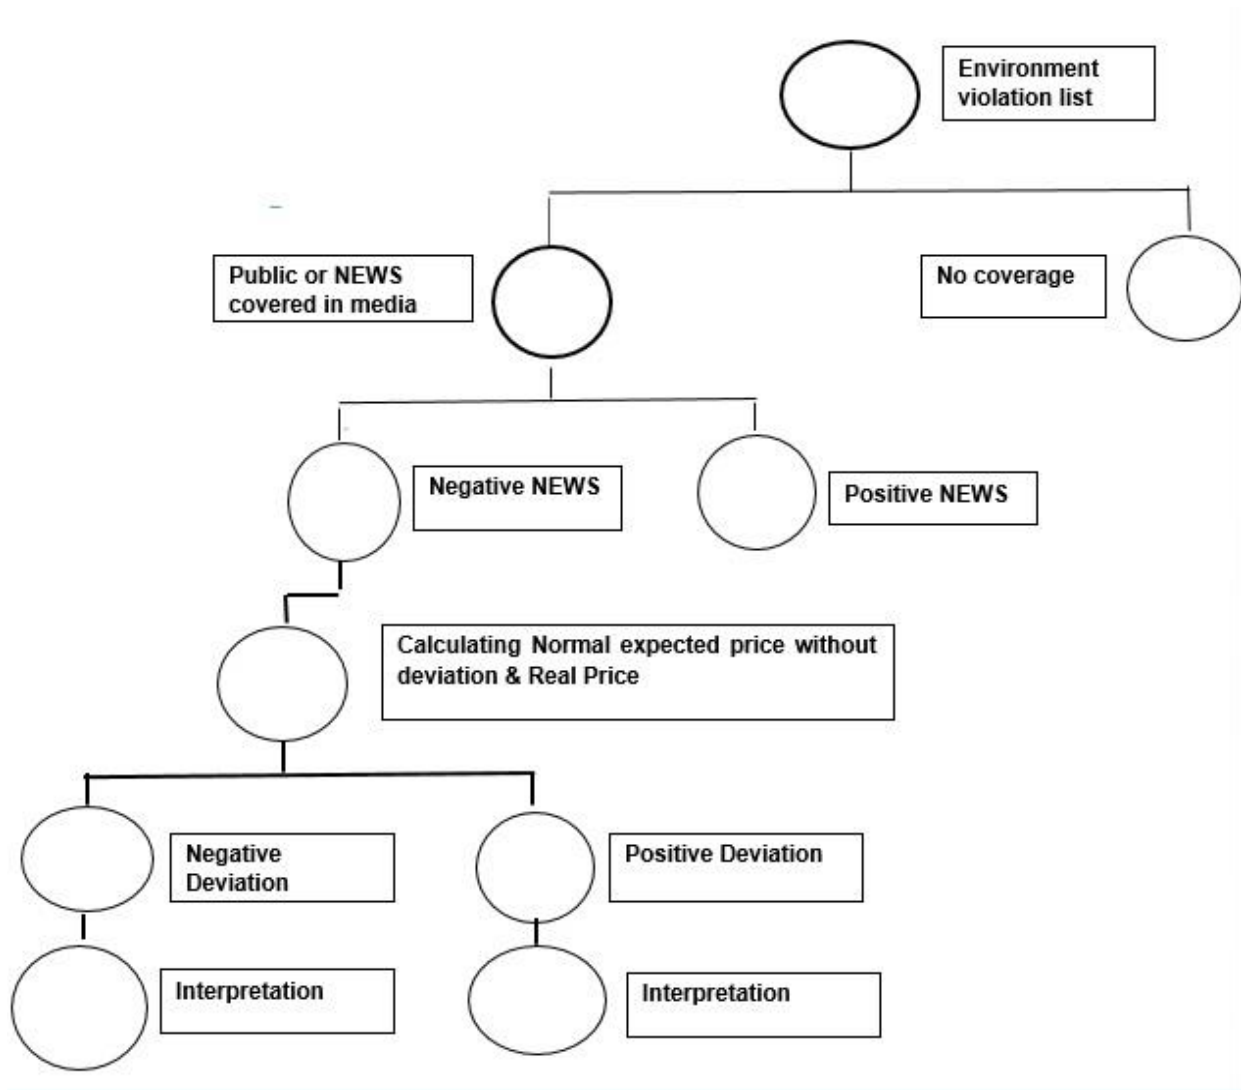 Environment
violation list
Public or NEWS
covered in media
No coverage
Negative NEWS
Positive NEWS
Calculating Normal expected price without
deviation & Real Price
Negative
Deviation
Positive Deviation
Interpretation
Interpretation